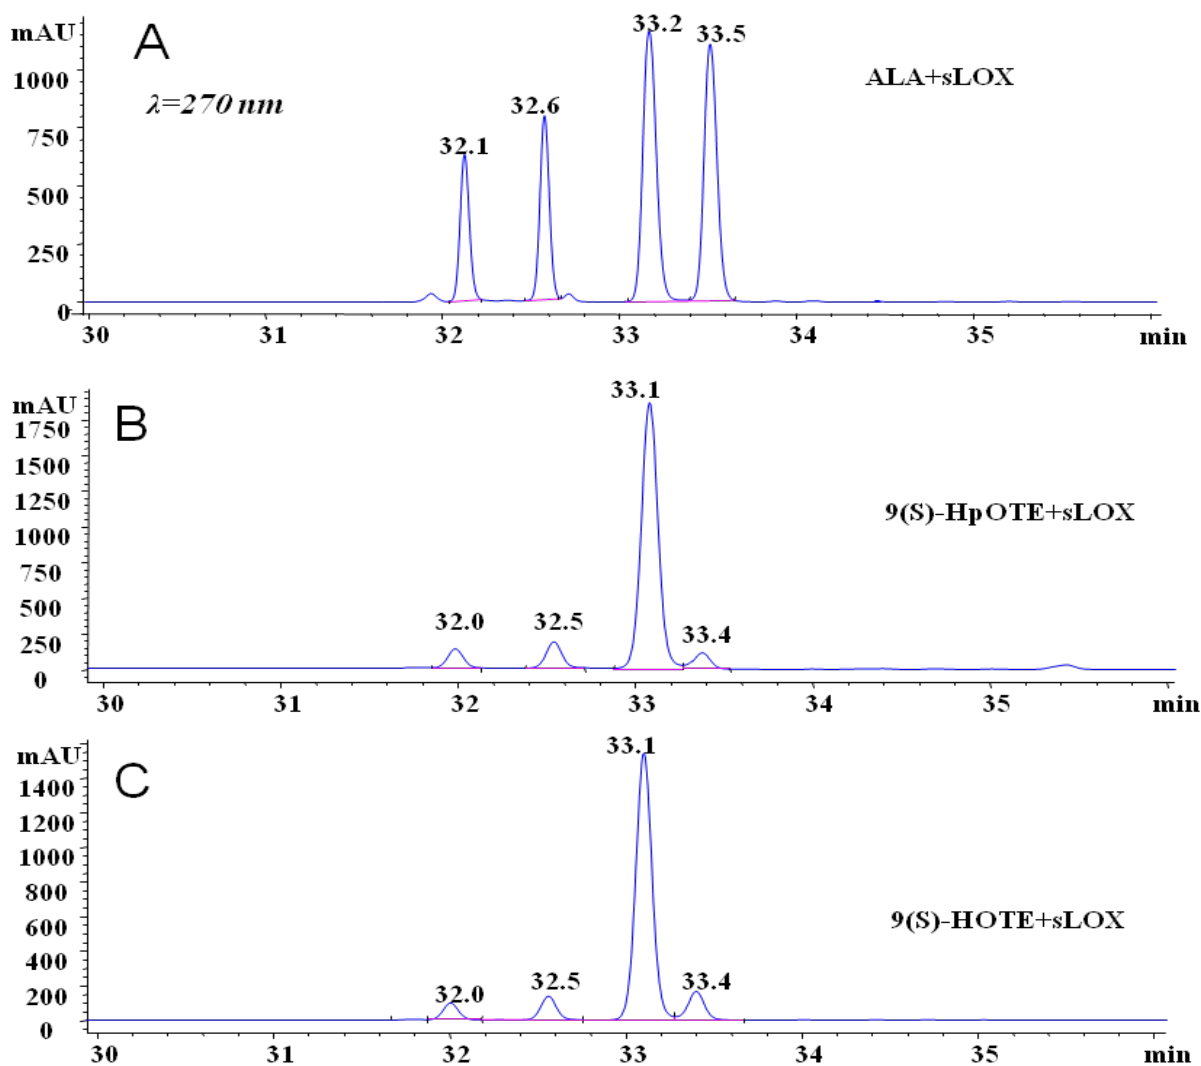 mAU
A
λ=270 nm
ALA+sLOX
32.1
32.6
33.2
33.5
1000
750
500
250
0
30 31 32 33 34 35 min
mAU
B
9(S)-HpOTE+sLOX
32.0
32.5
33.1
33.4
1750
1500
1250
1000
750
500
250
0
30 31 32 33 34 35 min
mAU
C
9(S)-HOTE+sLOX
32.0
32.5
33.1
33.4
1400
1200
1000
800
600
400
200
0
30 31 32 33 34 35 min